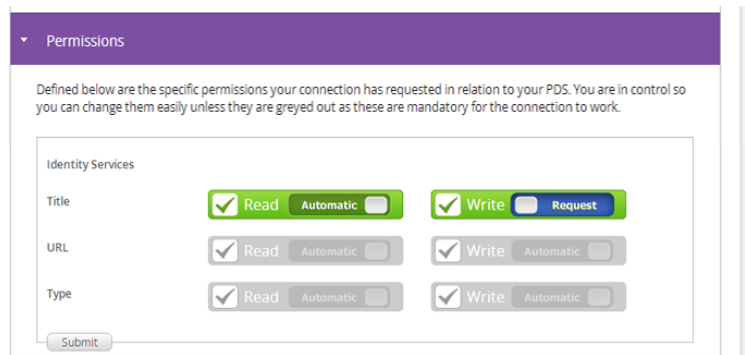 Permissions
Defined below are the specific permissions your connection has requested in relation to your PDS. You are in control so
you can change them easily unless they are greyed out as these are mandatory for the connection to work.
Identity Services
Title Read Automatic Write Request
URL Read Automatic Write Automatic
Type Read Automatic Write Automatic
Submit